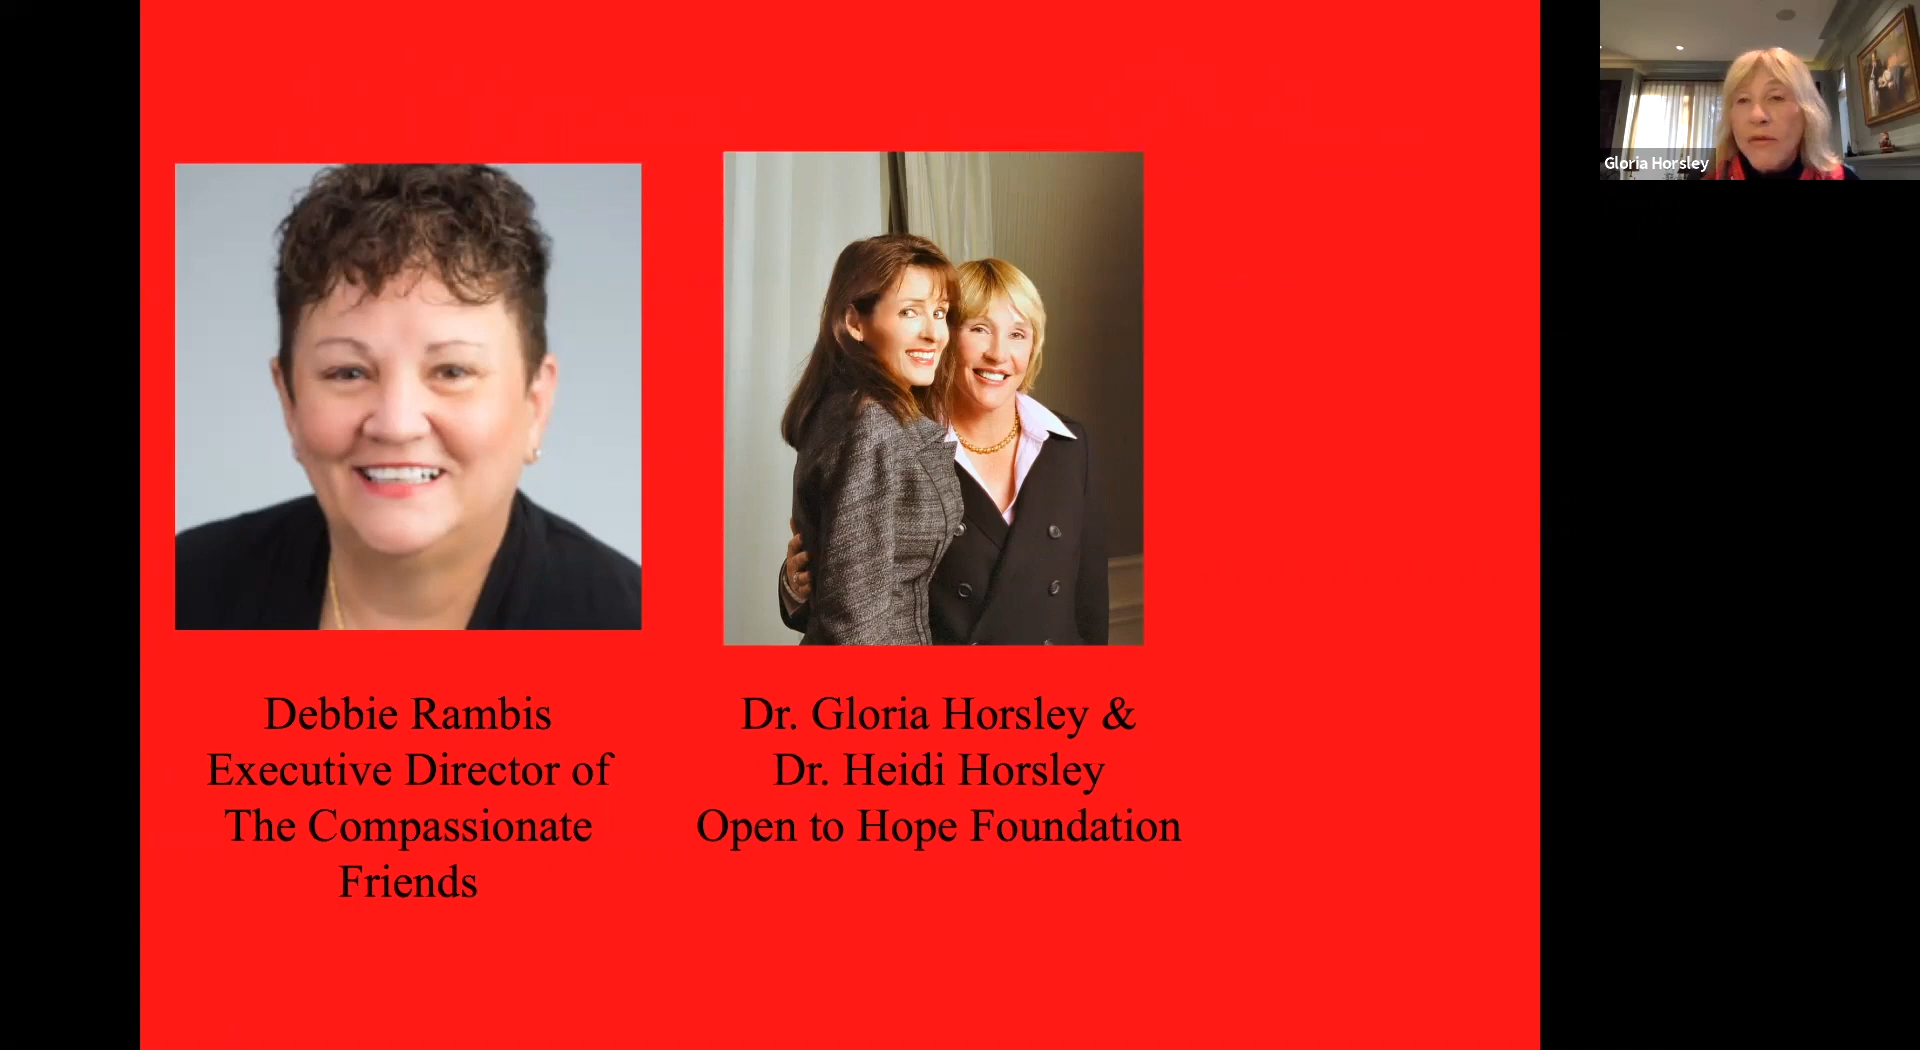 Gloria Horsley
Debbie Rambis
Executive Director of
The Compassionate
Friends
Dr. Gloria Horsley &
Dr. Heidi Horsley
Open to Hope Foundation